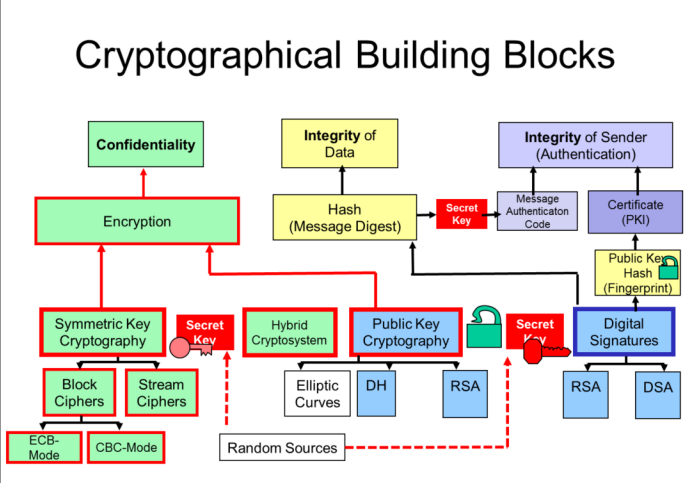 Cryptographical Building Blocks
Confidentiality
Integrity of
Data
Integrity of Sender
(Authentication)
Encryption
Hash
(Message Digest)
Secret
Key
Message
Authenticaton
Code
Certificate
(PKI)
Public Key
Hash
(Fingerprint)
Symmetric Key
Cryptography
Secret
Key
Hybrid
Cryptosystem
Public Key
Cryptography
Secret
Key
Digital
Signatures
Block
Ciphers
Stream
Ciphers
Elliptic
Curves
DH
RSA
RSA
DSA
ECB-
Mode
CBC-Mode
Random Sources